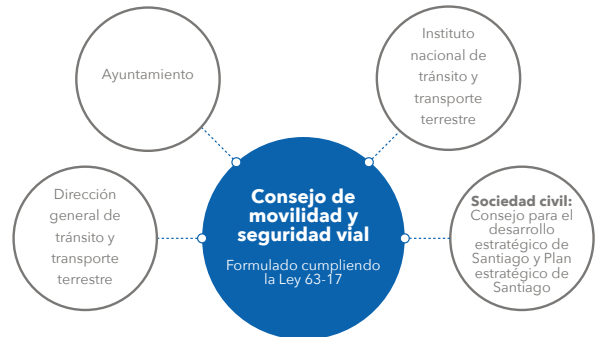 Ayuntamiento
Instituto
nacional de
tránsito y
transporte
terrestre
Dirección
general de
tránsito y
transporte
terrestre
Consejo de
movilidad y
seguridad vial
Formulado cumpliendo
la Ley 63-17
Sociedad civil:
Consejo para el
desarrollo
estratégico de
Santiago y Plan
estratégico de
Santiago